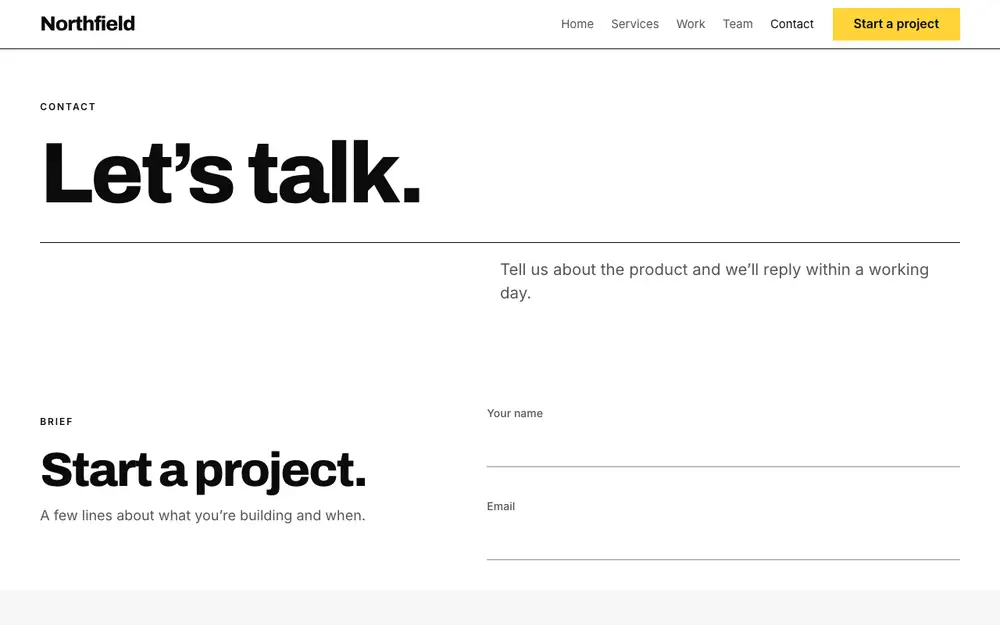 Northfield
Home Services Work Team Contact Start a project
CONTACT
Let’s talk.
Tell us about the product and we’ll reply within a working
day.
BRIEF
Start a project.
A few lines about what you’re building and when.
Your name
Email